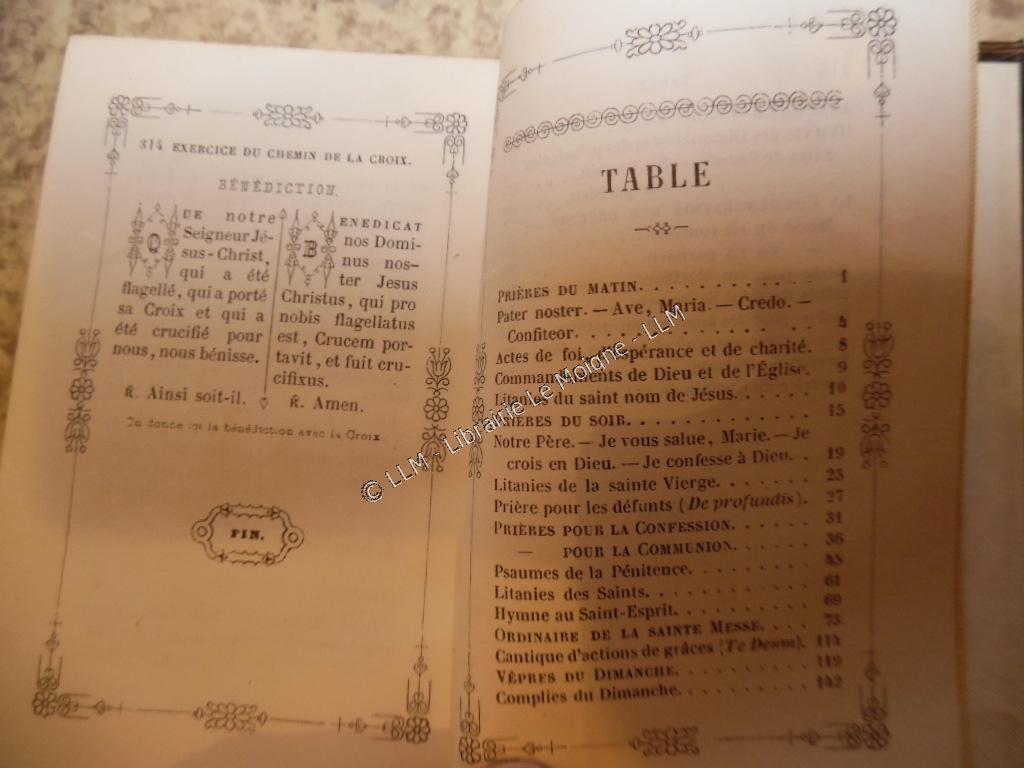 314 EXERCICE DU CHEMIN DE LA CROIX.
BÉNÉDICTION.
QUE notre
Seigneur Jé-
sus-Christ,
qui a été
flagellé, qui a porté
sa Croix et qui a
été crucifié pour
nous, nous bénisse.
℟. Ainsi soit-il.
BENEDICAT
nos Domi-
nus nos-
ter Jesus
Christus, qui pro
nobis flagellatus
est, Crucem por-
tavit, et fuit cru-
cifixus.
℟. Amen.
On donne ici la bénédiction avec la Croix.
FIN.
TABLE
PRIÈRES DU MATIN. . . . . . . . . . . 1
Pater noster. — Ave, Maria. — Credo. —
Confiteor. . . . . . . . . . . . 4
Actes de foi, d'espérance et de charité. 8
Commandements de Dieu et de l'Église. 9
Litanies du saint nom de Jésus. . . . . 10
PRIÈRES DU SOIR. . . . . . . . . . . 15
Notre Père. — Je vous salue, Marie. — Je
crois en Dieu. — Je confesse à Dieu. . 19
Litanies de la sainte Vierge. . . . . . 23
Prière pour les défunts (De profundis). 27
PRIÈRES POUR LA CONFESSION. . . . . . 31
— POUR LA COMMUNION. . . . . . 36
Psaumes de la Pénitence. . . . . . . . 45
Litanies des Saints. . . . . . . . . . 61
Hymne au Saint-Esprit. . . . . . . . . 69
ORDINAIRE DE LA SAINTE MESSE. . . . 73
Cantique d'actions de grâces (Te Deum). 114
VÊPRES DU DIMANCHE. . . . . . . . . 119
Complies du Dimanche. . . . . . . . . 142
© LLM - Librairie Le Moigne - LLM